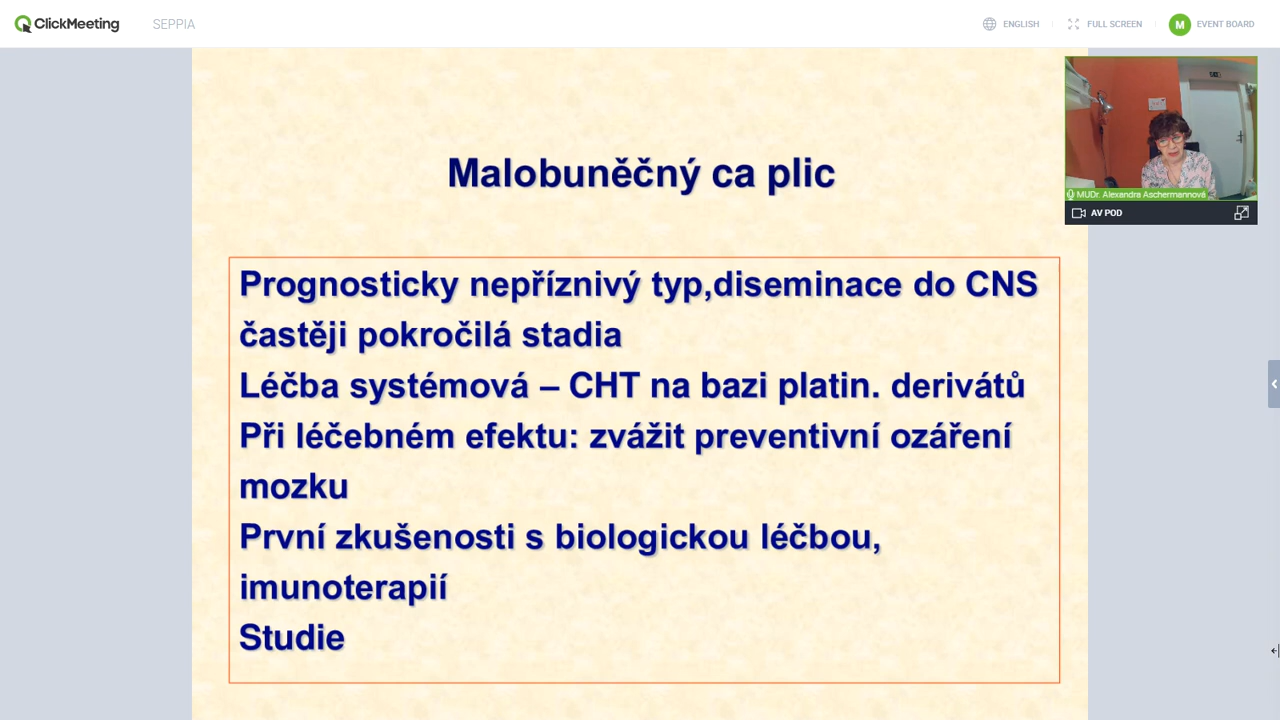 ClickMeeting SEPPIA ENGLISH FULL SCREEN M EVENT BOARD
Malobuněčný ca plic
MUDr. Alexandra Aschermannová
AV POD
Prognosticky nepříznivý typ,diseminace do CNS
častěji pokročilá stadia
Léčba systémová – CHT na bazi platin. derivátů
Při léčebném efektu: zvážit preventivní ozáření
mozku
První zkušenosti s biologickou léčbou,
imunoterapií
Studie